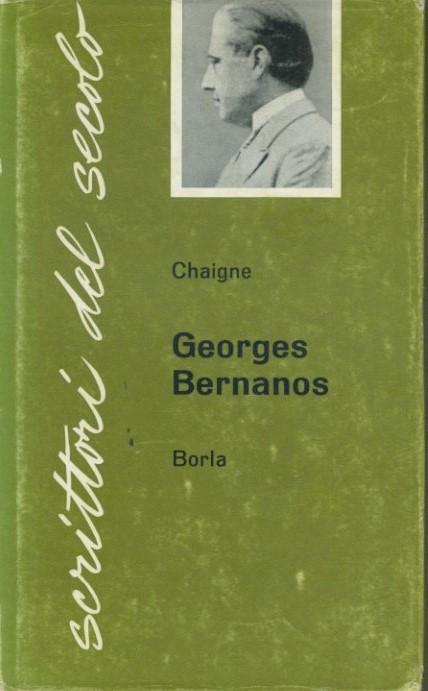 scrittori del secolo
Chaigne
Georges
Bernanos
Borla